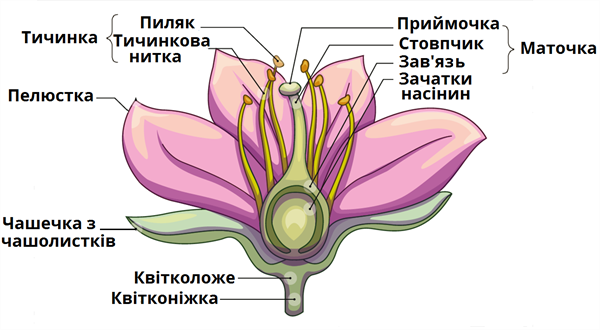 Тичинка
Пиляк
Тичинкова
нитка
Пелюстка
Чашечка з
чашолистків
Квітколоже
Квітконіжка
Приймочка
Стовпчик
Зав'язь
Зачатки
насінин
Маточка